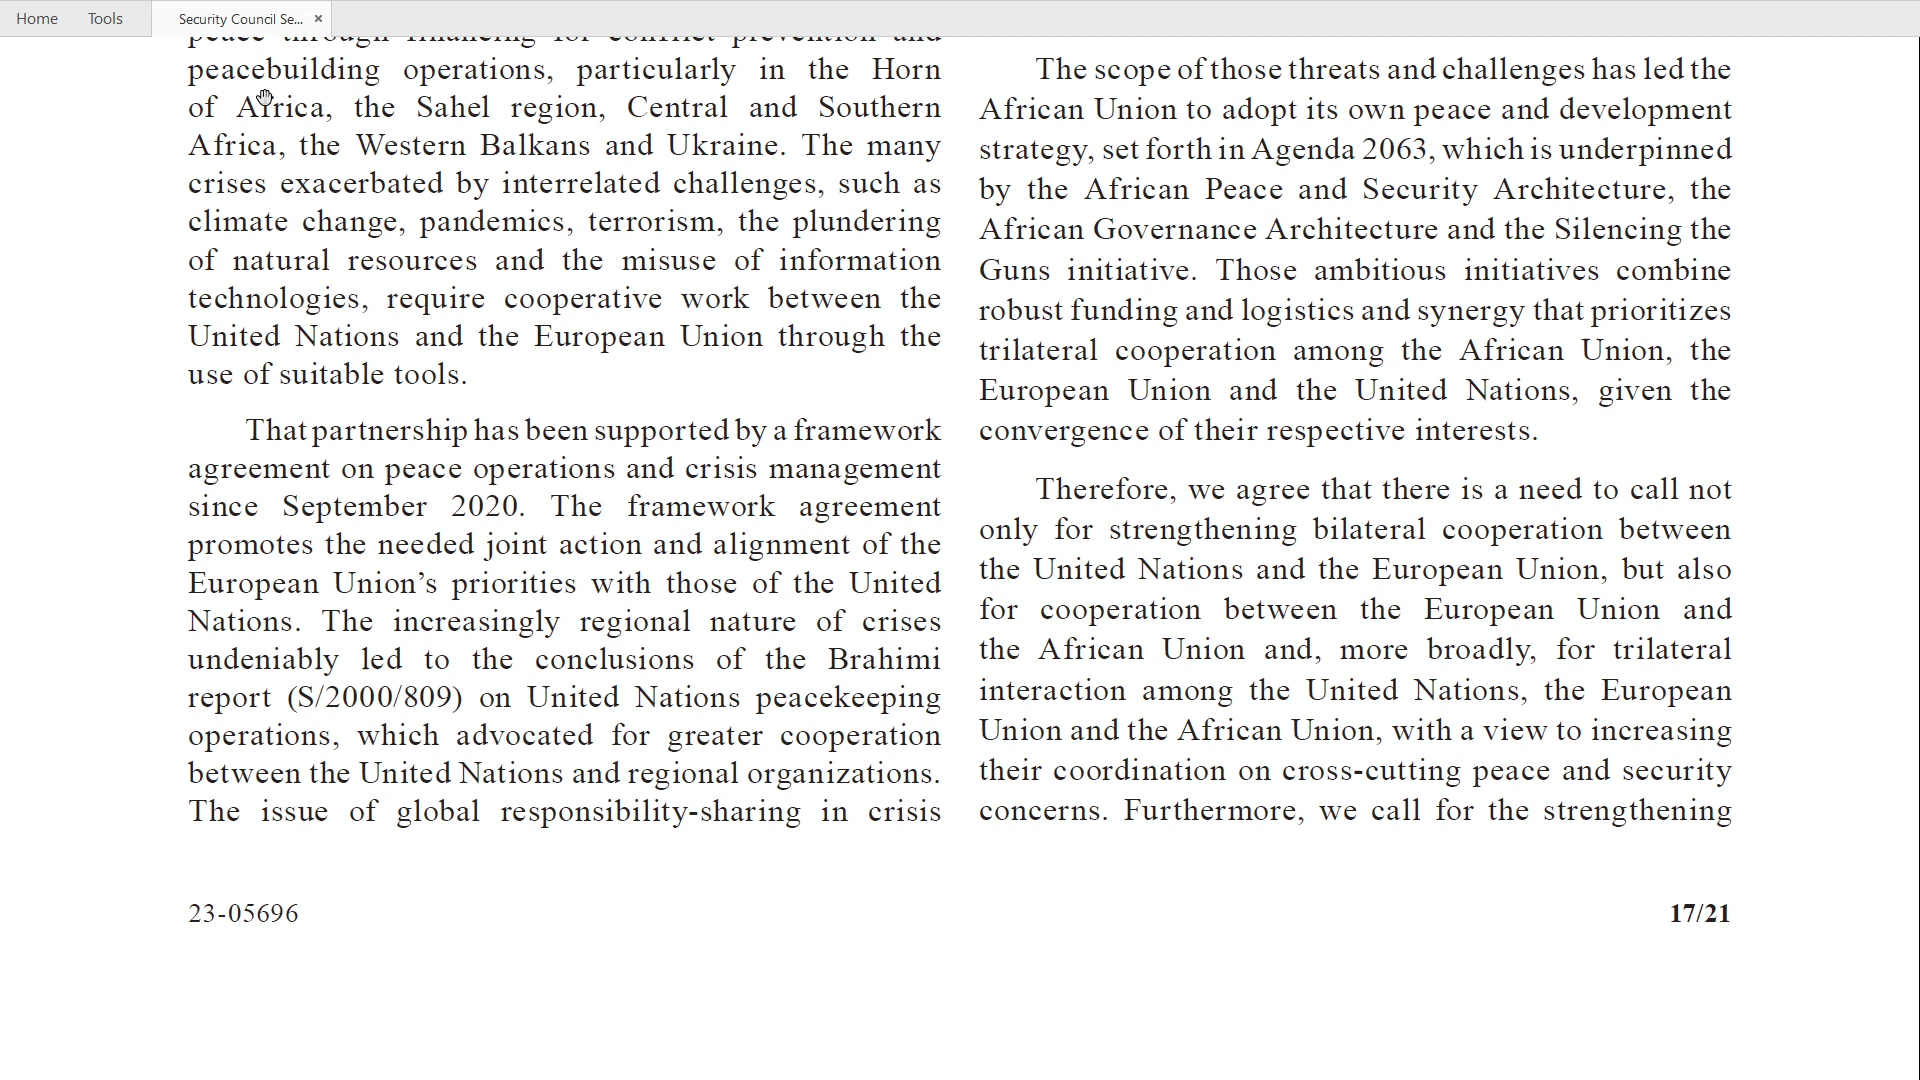 Home
Tools
Security Council Se...
peace through financing for conflict prevention and
peacebuilding operations, particularly in the Horn
of Africa, the Sahel region, Central and Southern
Africa, the Western Balkans and Ukraine. The many
crises exacerbated by interrelated challenges, such as
climate change, pandemics, terrorism, the plundering
of natural resources and the misuse of information
technologies, require cooperative work between the
United Nations and the European Union through the
use of suitable tools.
That partnership has been supported by a framework
agreement on peace operations and crisis management
since September 2020. The framework agreement
promotes the needed joint action and alignment of the
European Union’s priorities with those of the United
Nations. The increasingly regional nature of crises
undeniably led to the conclusions of the Brahimi
report (S/2000/809) on United Nations peacekeeping
operations, which advocated for greater cooperation
between the United Nations and regional organizations.
The issue of global responsibility-sharing in crisis
The scope of those threats and challenges has led the
African Union to adopt its own peace and development
strategy, set forth in Agenda 2063, which is underpinned
by the African Peace and Security Architecture, the
African Governance Architecture and the Silencing the
Guns initiative. Those ambitious initiatives combine
robust funding and logistics and synergy that prioritizes
trilateral cooperation among the African Union, the
European Union and the United Nations, given the
convergence of their respective interests.
Therefore, we agree that there is a need to call not
only for strengthening bilateral cooperation between
the United Nations and the European Union, but also
for cooperation between the European Union and
the African Union and, more broadly, for trilateral
interaction among the United Nations, the European
Union and the African Union, with a view to increasing
their coordination on cross-cutting peace and security
concerns. Furthermore, we call for the strengthening
23-05696
17/21